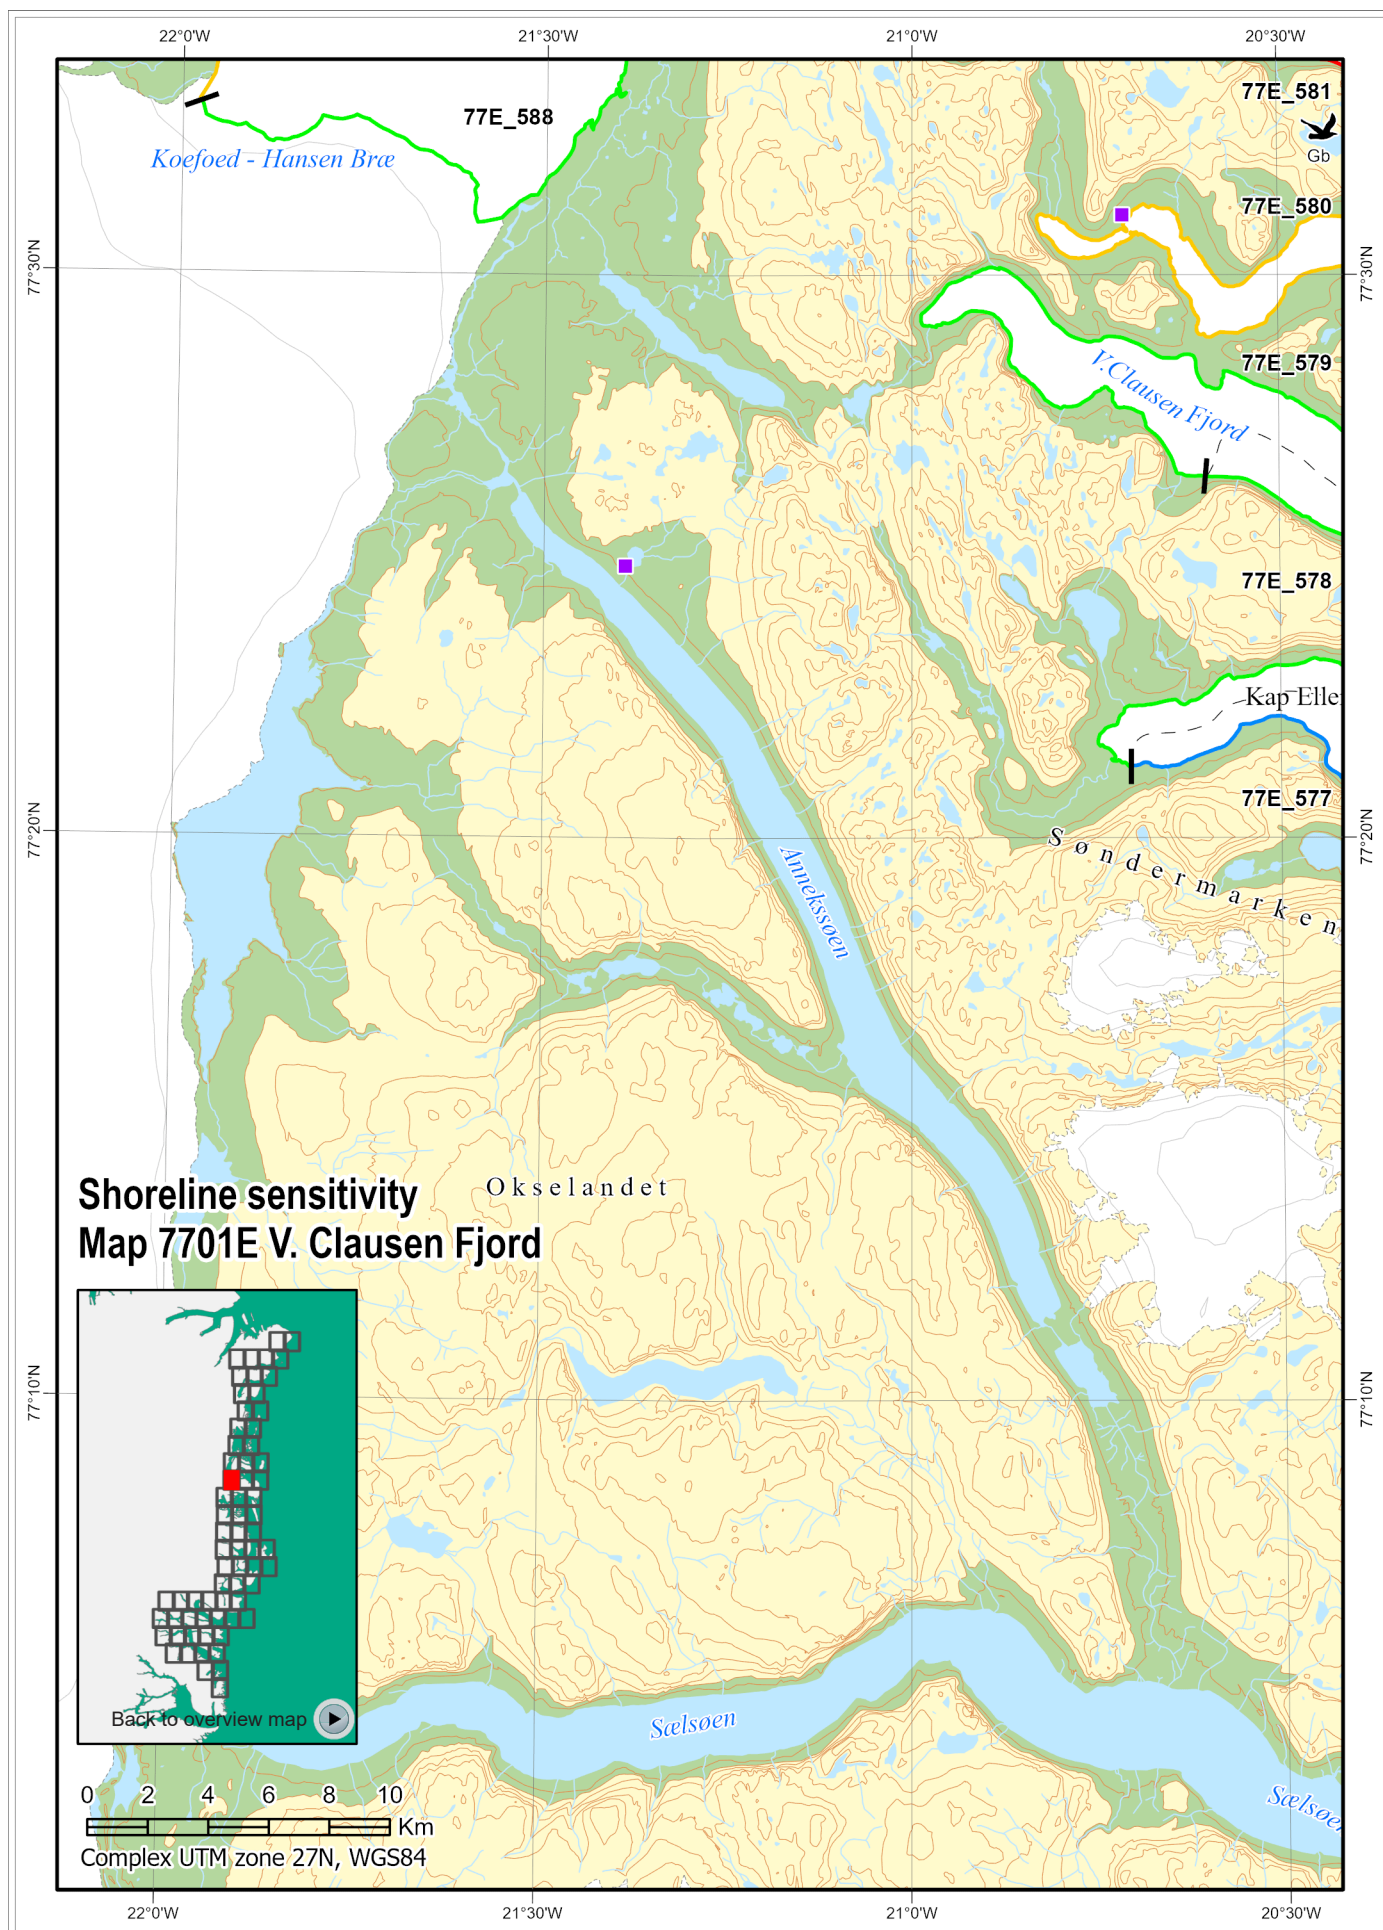 22°0'W 21°30'W 21°0'W 20°30'W
77E_581
77E_588
Gb
Koefoed - Hansen Bræ
77E_580
77°30'N
77°30'N
V.Clausen Fjord
77E_579
77E_578
Kap Eller
77E_577
77°20'N
77°20'N
Søndermarken
Annekssøen
Okselandet
Shoreline sensitivity
Map 7701E V. Clausen Fjord
77°10'N
77°10'N
Back to overview map
Sælsøen
Sælsøen
0 2 4 6 8 10
Km
Complex UTM zone 27N, WGS84
22°0'W 21°30'W 21°0'W 20°30'W